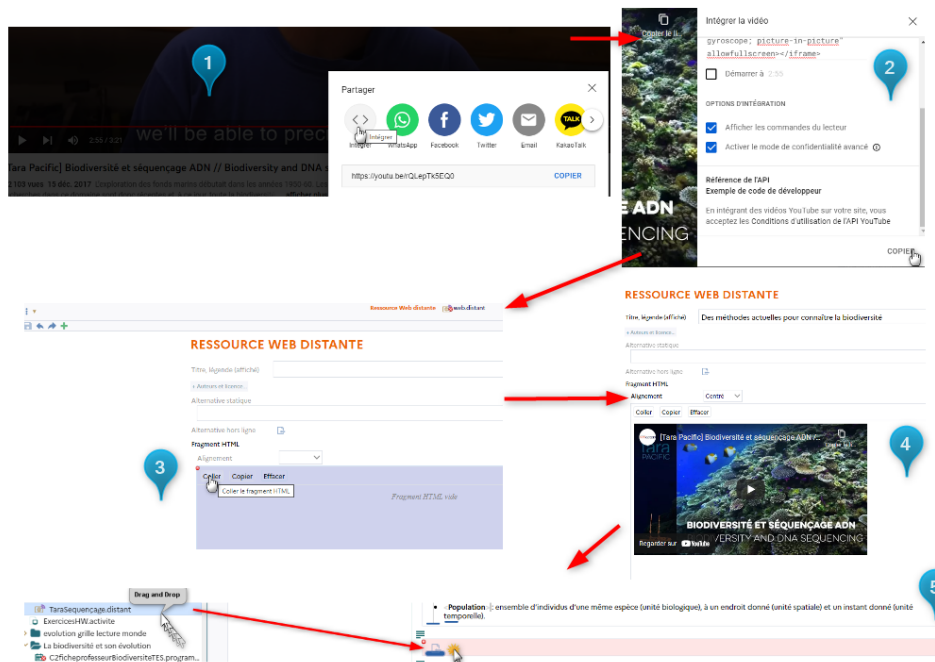 1
we'll be able to prec
2:55 / 3:21
Tara Pacific] Biodiversité et séquençage ADN // Biodiversity and DNA s
2 103 vues 15 déc. 2017
Partager
Intégrer
Intégrer
WhatsApp
Facebook
Twitter
Email
KakaoTalk
TALK
https://youtu.be/rQLepTk5EQ0
COPIER
Copier le li...
E ADN
ENCING
Intégrer la vidéo
gyroscope; picture-in-picture"
allowfullscreen></iframe>
2
Démarrer à 2:55
OPTIONS D'INTÉGRATION
Afficher les commandes du lecteur
Activer le mode de confidentialité avancé
Référence de l'API
Exemple de code de développeur
En intégrant des vidéos YouTube sur votre site, vous
acceptez les Conditions d'utilisation de l'API YouTube
COPIER
Ressource Web distante web.distant
RESSOURCE WEB DISTANTE
Titre, légende (affiché)
+ Auteurs et licence...
Alternative statique
Alternative hors ligne
Fragment HTML
Alignement
3
Coller Copier Effacer
Coller le fragment HTML
Fragment HTML vide
RESSOURCE WEB DISTANTE
Titre, légende (affiché) Des méthodes actuelles pour connaître la biodiversité
+ Auteurs et licence...
Alternative statique
Alternative hors ligne
Fragment HTML
Alignement Centre
Coller Copier Effacer
[Tara Pacific] Biodiversité et séquençage ADN /...
tara
PACIFIC
BIODIVERSITÉ ET SÉQUENÇAGE ADN
/ERSITY AND DNA SEQUENCING
Regarder sur YouTube
4
5
Drag and Drop
TaraSequençage.distant
ExercicesHW.activite
evolution grille lecture monde
La biodiversité et son évolution
C2ficheprofesseurBiodiversiteTES.program...
Population : ensemble d'individus d'une même espèce (unité biologique), à un endroit donné (unité spatiale) et un instant donné (unité
temporelle).